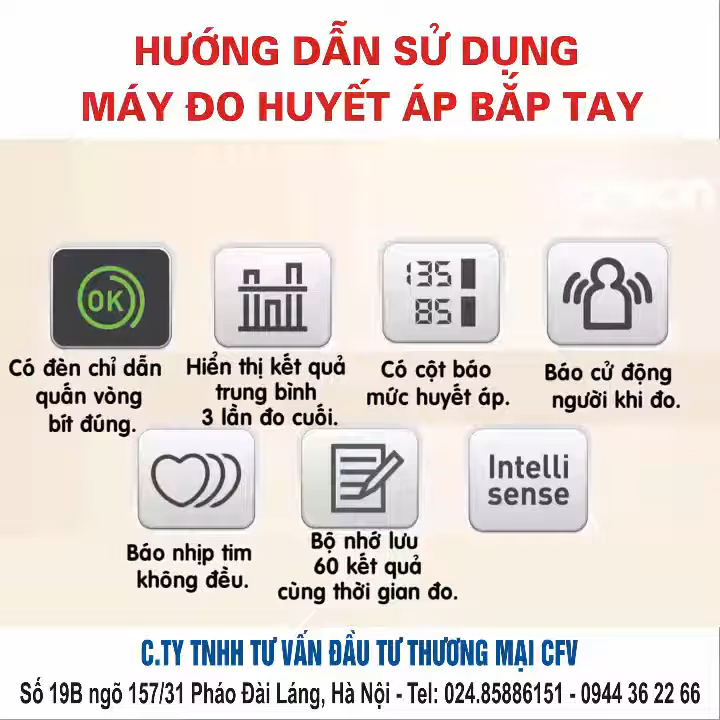 HƯỚNG DẪN SỬ DỤNG
MÁY ĐO HUYẾT ÁP BẮP TAY
OK
135
85
Có đèn chỉ dẫn
quấn vòng
bít đúng.
Hiển thị kết quả
trung bình
3 lần đo cuối.
Có cột báo
mức huyết áp.
Báo cử động
người khi đo.
Intelli
sense
Báo nhịp tim
không đều.
Bộ nhớ lưu
60 kết quả
cùng thời gian đo.
C.TY TNHH TƯ VẤN ĐẦU TƯ THƯƠNG MẠI CFV
Số 19B ngõ 157/31 Pháo Đài Láng, Hà Nội - Tel: 024.85886151 - 0944 36 22 66